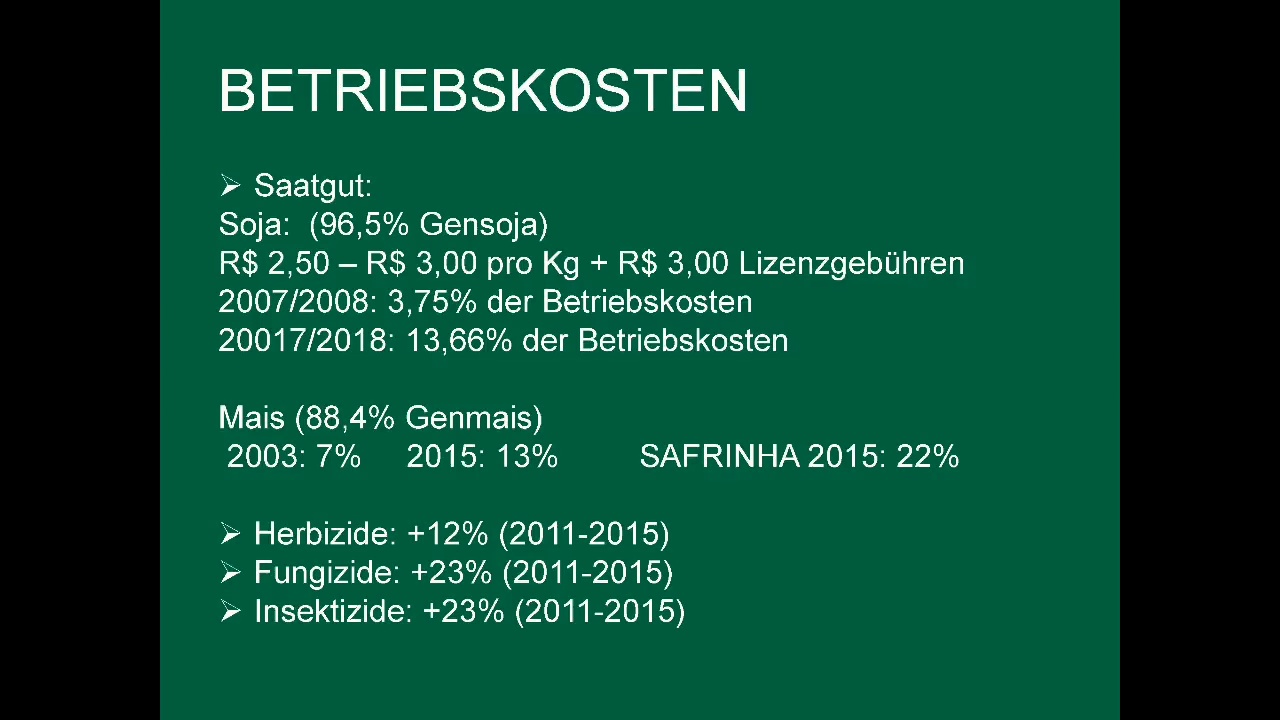 BETRIEBSKOSTEN
➢ Saatgut:
Soja: (96,5% Gensoja)
R$ 2,50 – R$ 3,00 pro Kg + R$ 3,00 Lizenzgebühren
2007/2008: 3,75% der Betriebskosten
20017/2018: 13,66% der Betriebskosten
Mais (88,4% Genmais)
2003: 7% 2015: 13% SAFRINHA 2015: 22%
➢ Herbizide: +12% (2011-2015)
➢ Fungizide: +23% (2011-2015)
➢ Insektizide: +23% (2011-2015)